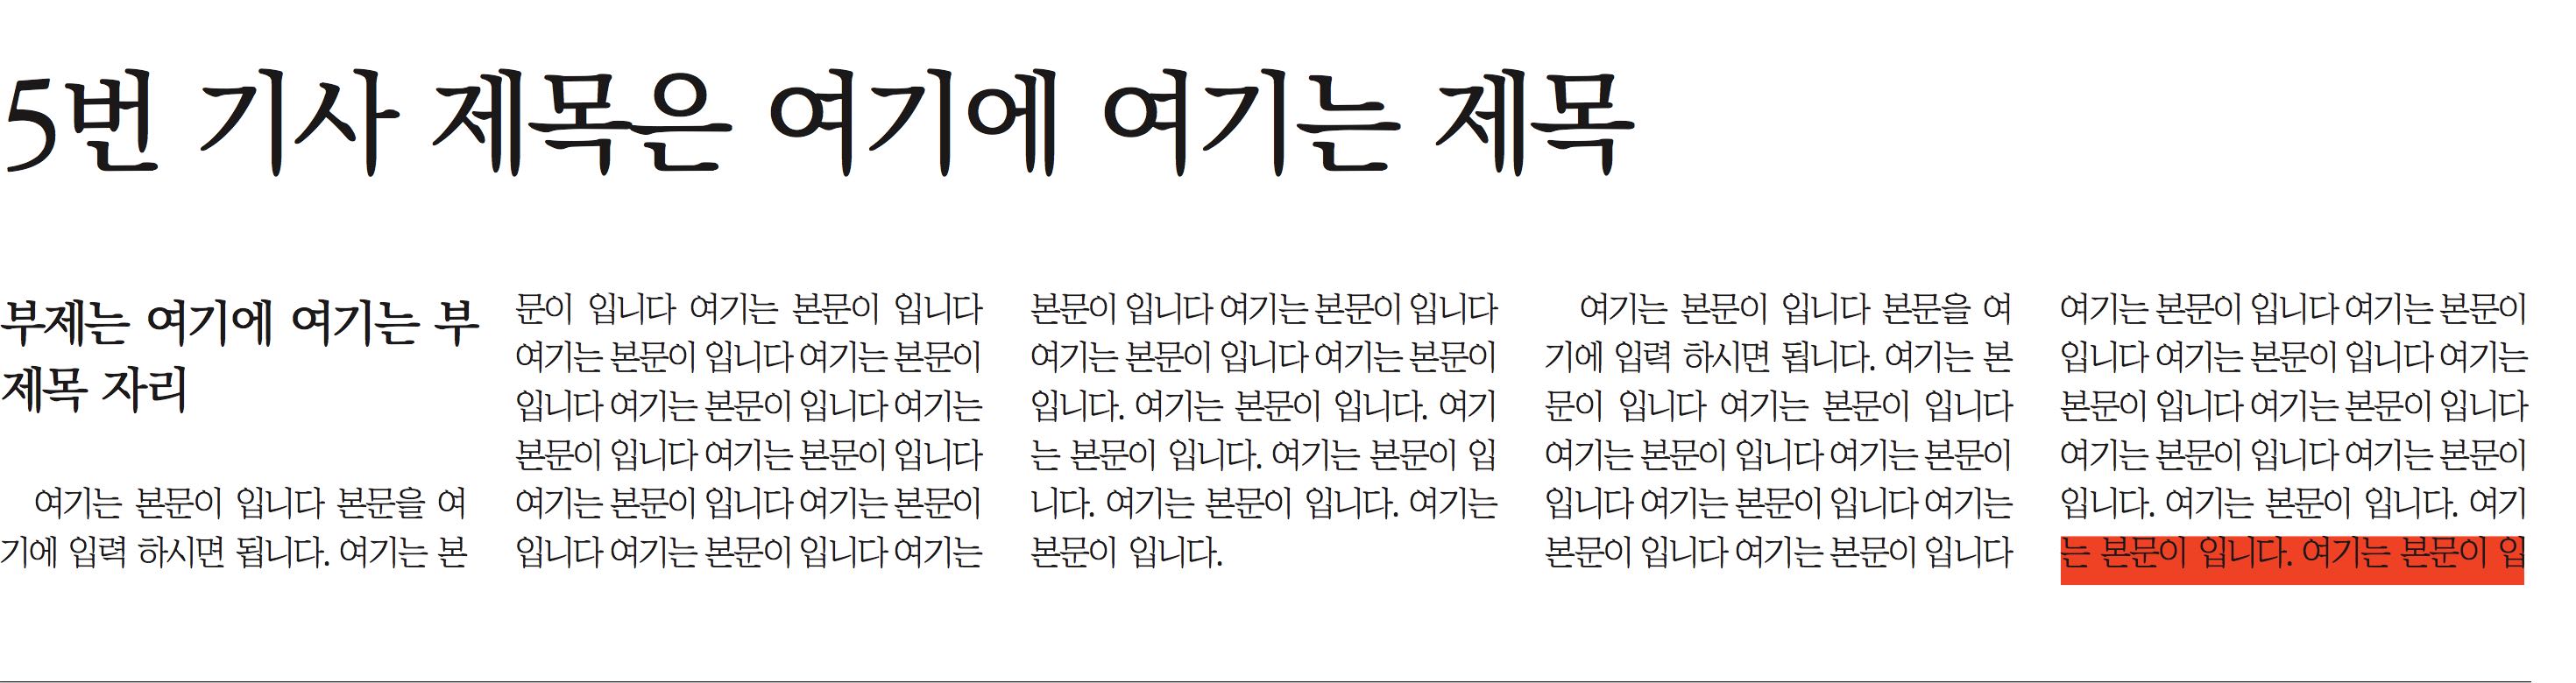 5번 기사 제목은 여기에 여기는 제목
부제는 여기에 여기는 부
제목 자리
여기는 본문이 입니다 본문을 여
기에 입력 하시면 됩니다. 여기는 본
문이 입니다 여기는 본문이 입니다
여기는 본문이 입니다 여기는 본문이
입니다 여기는 본문이 입니다 여기는
본문이 입니다 여기는 본문이 입니다
여기는 본문이 입니다 여기는 본문이
입니다 여기는 본문이 입니다 여기는
본문이 입니다 여기는 본문이 입니다
여기는 본문이 입니다 여기는 본문이
입니다. 여기는 본문이 입니다. 여기
는 본문이 입니다. 여기는 본문이 입
니다. 여기는 본문이 입니다. 여기는
본문이 입니다.
여기는 본문이 입니다 본문을 여
기에 입력 하시면 됩니다. 여기는 본
문이 입니다 여기는 본문이 입니다
여기는 본문이 입니다 여기는 본문이
입니다 여기는 본문이 입니다 여기는
본문이 입니다 여기는 본문이 입니다
여기는 본문이 입니다 여기는 본문이
입니다 여기는 본문이 입니다 여기는
본문이 입니다 여기는 본문이 입니다
여기는 본문이 입니다 여기는 본문이
입니다. 여기는 본문이 입니다. 여기
는 본문이 입니다. 여기는 본문이 입